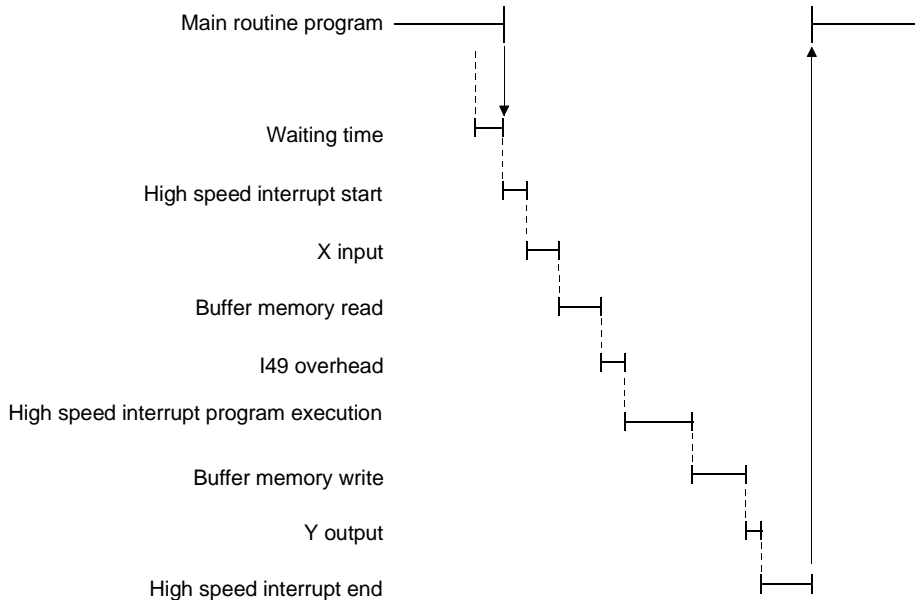 Main routine program
Waiting time
High speed interrupt start
X input
Buffer memory read
I49 overhead
High speed interrupt program execution
Buffer memory write
Y output
High speed interrupt end